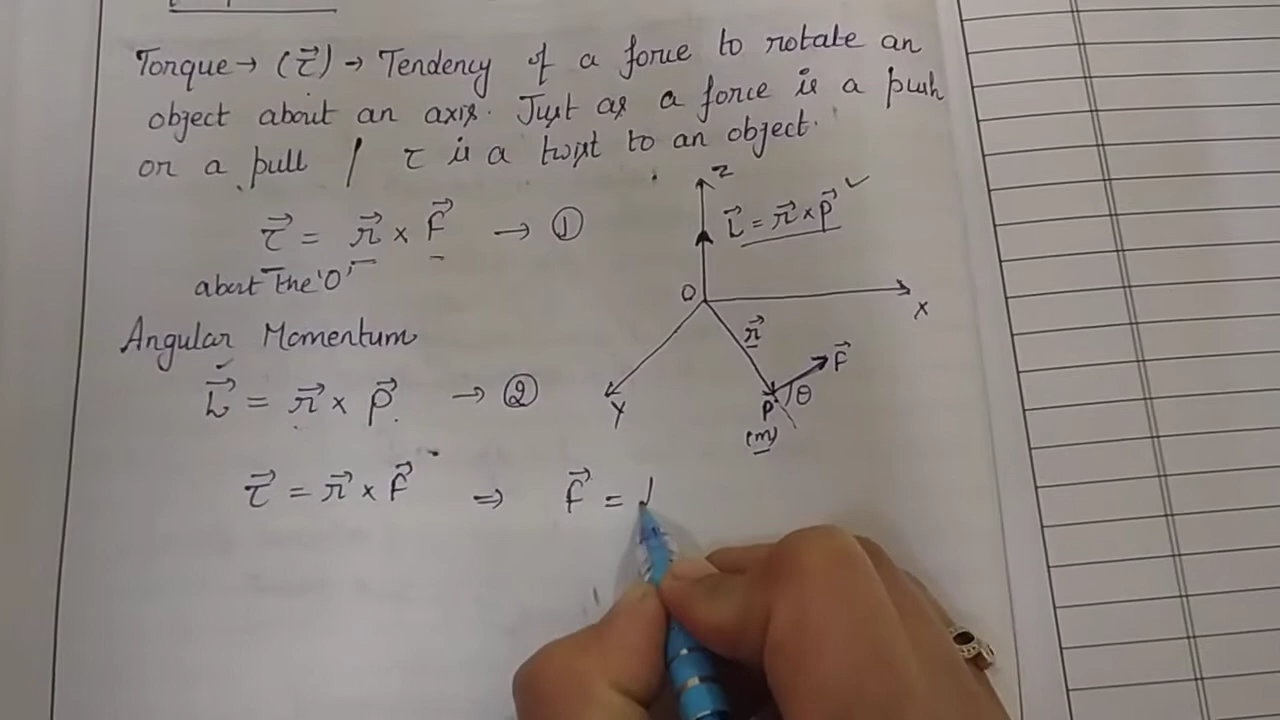 Torque → (τ⃗) → Tendency of a force to rotate an
object about an axis. Just as a force is a push
or a pull / τ is a twist to an object.
τ⃗ = r⃗ × F⃗ → ①
about the 'O'
Angular Momentum
L⃗ = r⃗ × P⃗ → ②
τ⃗ = r⃗ × F⃗ ⇒ F⃗ =
Z
L⃗ = r⃗ × P⃗ ✓
O
X
r⃗
F⃗
Y
P
θ
(m)